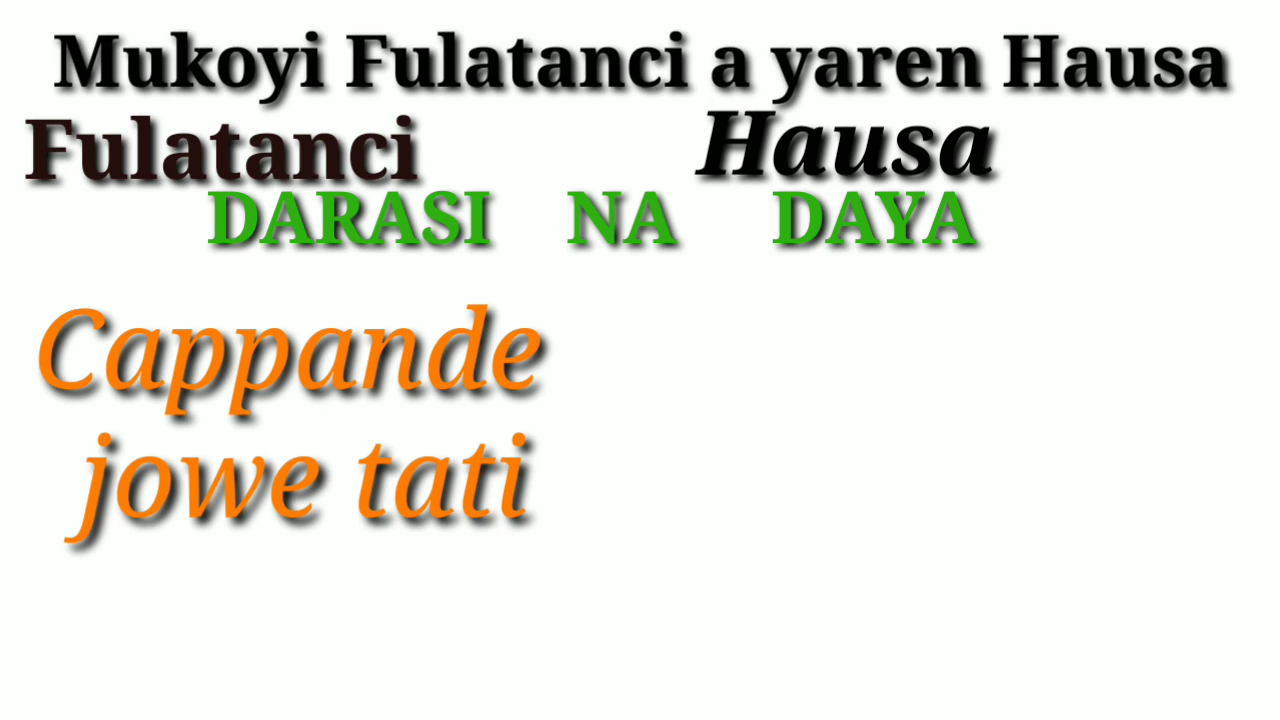 Mukoyi Fulatanci a yaren Hausa
Fulatanci Hausa
DARASI NA DAYA
Cappande
jowe tati